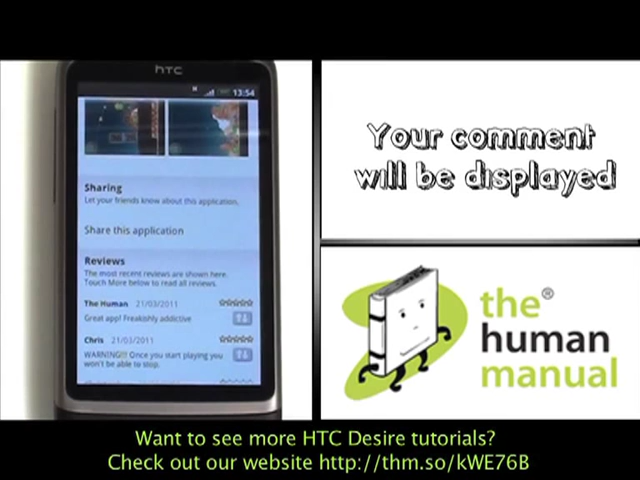 hTC
13:54
Sharing
Let your friends know about this application.
Share this application
Reviews
The most recent reviews are shown here.
Touch More below to read all reviews.
The Human 21/03/2011
Great app! Freakishly addictive
Chris 21/03/2011
WARNING!!! Once you start playing you
won't be able to stop.
Your comment
will be displayed
the®
human
manual
Want to see more HTC Desire tutorials?
Check out our website http://thm.so/kWE76B